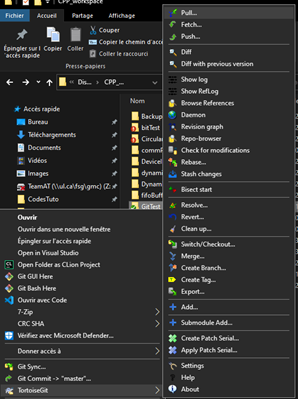 CPP_workspace
Accueil
Partage
Affichage
Épingler sur Accès rapide
Copier
Coller
Couper
Copier le chemin d'acc
Coller le raccourci
Presse-papiers
Dis...
CPP_...
Nom
Accès rapide
Bureau
Téléchargements
Documents
Vidéos
Images
TeamAT (\\ul.ca\fsg\gmc) (Z:
CodesTuto
Backup
bitTest
Circula
commP
DeviceI
dynami
Dynam
fifoBuff
GitTest
Ouvrir
Ouvrir dans une nouvelle fenêtre
Épingler sur l'accès rapide
Open in Visual Studio
Open Folder as CLion Project
Git GUI Here
Git Bash Here
Ouvrir avec Code
7-Zip
CRC SHA
Vérifiez avec Microsoft Defender...
Donner accès à
Git Sync...
Git Commit -> "master"...
TortoiseGit
Pull...
Fetch...
Push...
Diff
Diff with previous version
Show log
Show RefLog
Browse References
Daemon
Revision graph
Repo-browser
Check for modifications
Rebase...
Stash changes
Bisect start
Resolve...
Revert...
Clean up...
Switch/Checkout...
Merge...
Create Branch...
Create Tag...
Export...
Add...
Submodule Add...
Create Patch Serial...
Apply Patch Serial...
Settings
Help
About